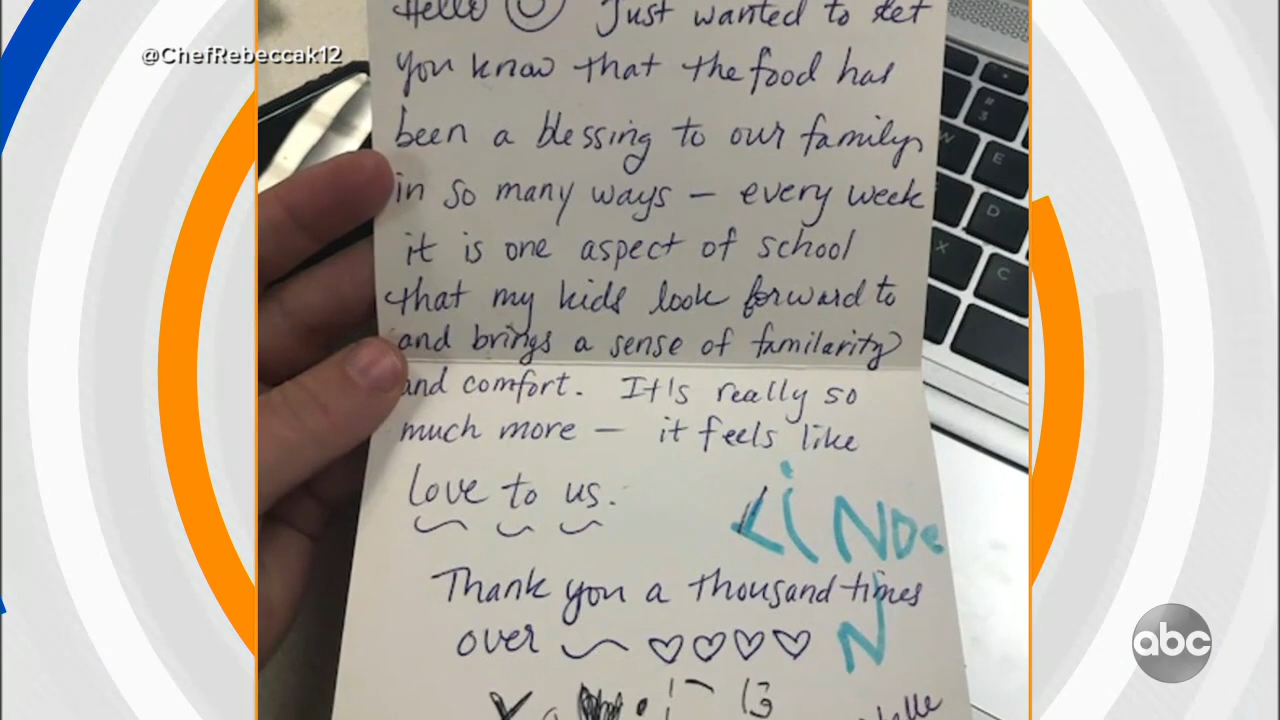 @ChefRebeccak12
Hello Just wanted to let
you know that the food has
been a blessing to our family
in so many ways – every week
it is one aspect of school
that my kids look forward to
and brings a sense of familarity
and comfort. It's really so
much more – it feels like
love to us.
Thank you a thousand times
over
# 3
W
E
D
X
C
abc